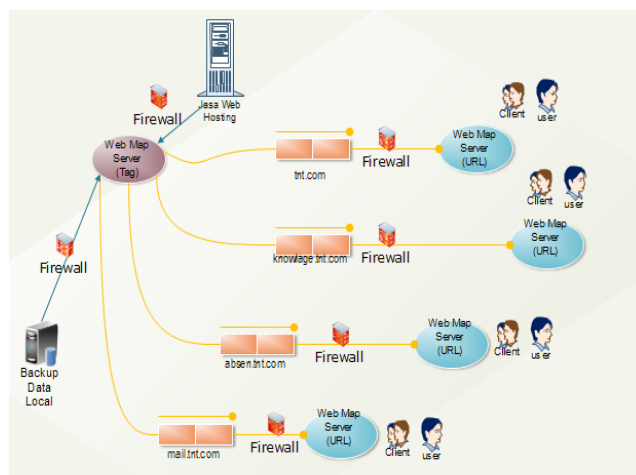 Jasa Web
Hosting
Firewall
Web Map
Server
(Tag)
Firewall
Backup
Data
Local
tnt.com
Firewall
Web Map
Server
(URL)
Client
user
knowlage.tnt.com
Firewall
Web Map
Server
(URL)
Client
user
absen.tnt.com
Firewall
Web Map
Server
(URL)
Client
user
mail.tnt.com
Firewall
Web Map
Server
(URL)
Client
user